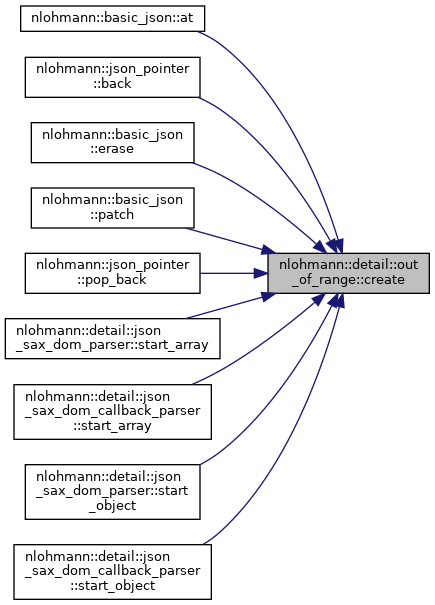 nlohmann::basic_json::at
nlohmann::json_pointer
::back
nlohmann::basic_json
::erase
nlohmann::basic_json
::patch
nlohmann::json_pointer
::pop_back
nlohmann::detail::out
_of_range::create
nlohmann::detail::json
_sax_dom_parser::start_array
nlohmann::detail::json
_sax_dom_callback_parser
::start_array
nlohmann::detail::json
_sax_dom_parser::start
_object
nlohmann::detail::json
_sax_dom_callback_parser
::start_object